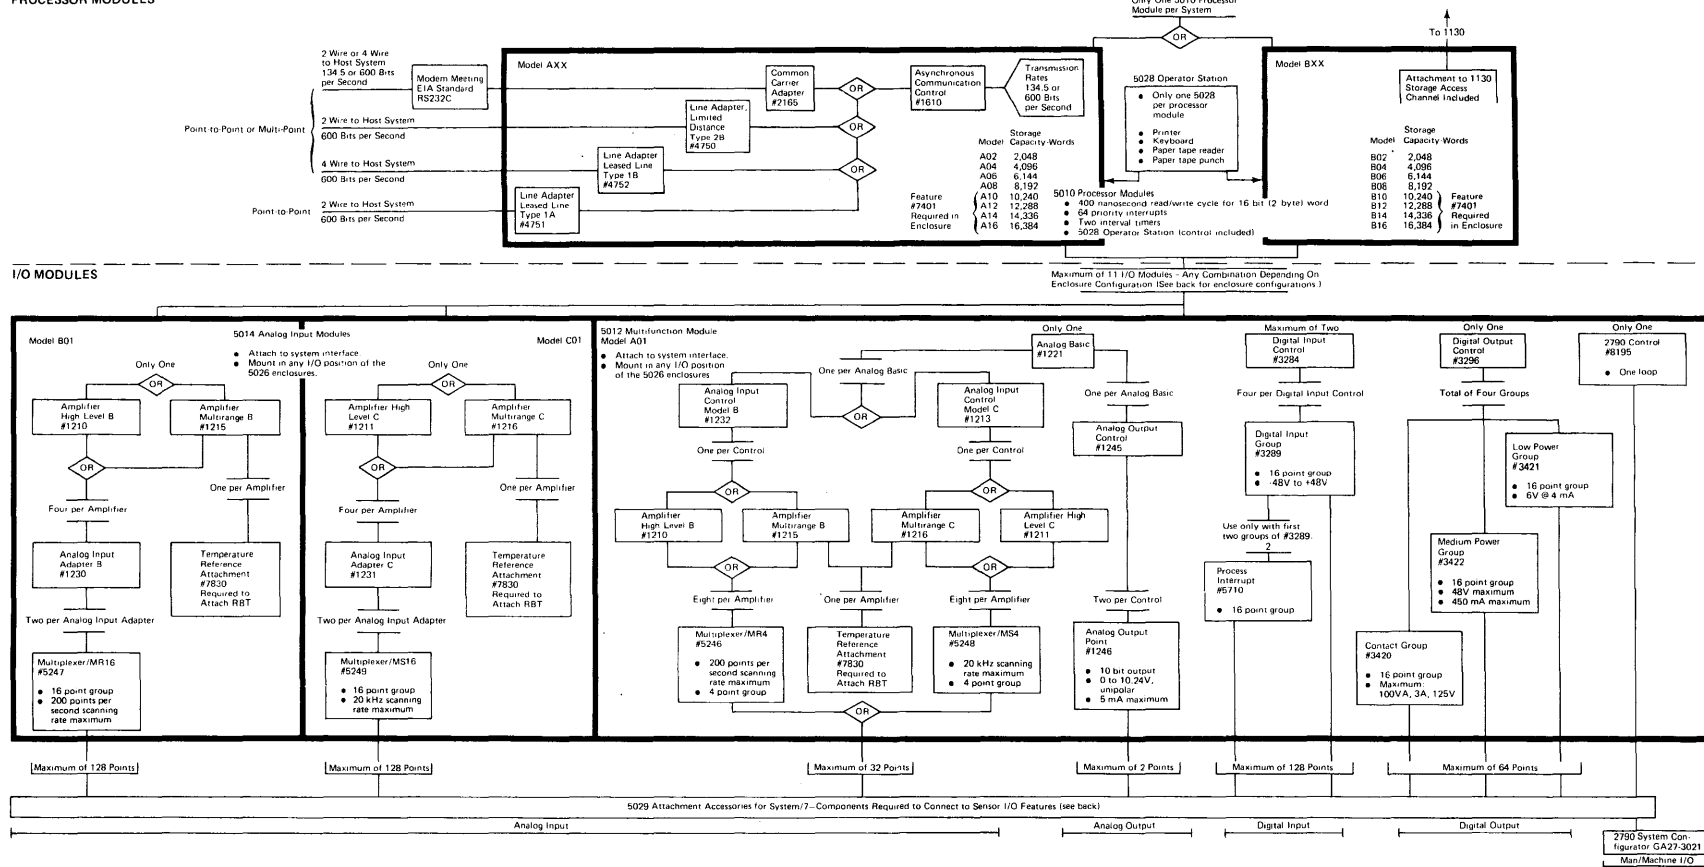 PROCESSOR MODULES
Only One 5010 Processor
Module per System
OR
To 1130
2 Wire or 4 Wire
to Host System
134.5 or 600 Bits
per Second
Modem Meeting
EIA Standard
RS232C
Point-to-Point or Multi-Point
2 Wire to Host System
600 Bits per Second
4 Wire to Host System
600 Bits per Second
Point-to-Point
2 Wire to Host System
600 Bits per Second
Model AXX
Common
Carrier
Adapter
#2165
Line Adapter,
Limited
Distance
Type 2B
#4750
Line Adapter
Leased Line
Type 1B
#4752
Line Adapter
Leased Line
Type 1A
#4751
OR
OR
OR
Asynchronous
Communication
Control
#1610
Transmission
Rates
134.5 or
600 Bits
per Second
Storage
Model Capacity-Words
A02 2,048
A04 4,096
A06 6,144
A08 8,192
A10 10,240
A12 12,288
A14 14,336
A16 16,384
Feature
#7401
Required in
Enclosure
5028 Operator Station
• Only one 5028
per processor
module
• Printer
• Keyboard
• Paper tape reader
• Paper tape punch
5010 Processor Modules
• 400 nanosecond read/write cycle for 16 bit (2 byte) word
• 64 priority interrupts
• Two interval timers
• 5028 Operator Station (control included)
Model BXX
Attachment to 1130
Storage Access
Channel Included
Storage
Model Capacity-Words
B02 2,048
B04 4,096
B06 6,144
B08 8,192
B10 10,240
B12 12,288
B14 14,336
B16 16,384
Feature
#7401
Required
in Enclosure
I/O MODULES
Maximum of 11 I/O Modules - Any Combination Depending On
Enclosure Configuration (See back for enclosure configurations.)
5014 Analog Input Modules
• Attach to system interface.
• Mount in any I/O position of the
5026 enclosures.
Model B01
Only One
OR
Amplifier
High Level B
#1210
Amplifier
Multirange B
#1215
OR
One per Amplifier
Four per Amplifier
Analog Input
Adapter B
#1230
Temperature
Reference
Attachment
#7830
Required to
Attach RBT
Two per Analog Input Adapter
Multiplexer/MR16
#5247
• 16 point group
• 200 points per
second scanning
rate maximum
Model C01
Only One
OR
Amplifier High
Level C
#1211
Amplifier
Multirange C
#1216
OR
One per Amplifier
Four per Amplifier
Analog Input
Adapter C
#1231
Temperature
Reference
Attachment
#7830
Required to
Attach RBT
Two per Analog Input Adapter
Multiplexer/MS16
#5249
• 16 point group
• 20 kHz scanning
rate maximum
5012 Multifunction Module
Model A01
• Attach to system interface.
• Mount in any I/O position
of the 5026 enclosures
Only One
Analog Basic
#1221
One per Analog Basic
OR
Analog Input
Control
Model B
#1232
Analog Input
Control
Model C
#1213
One per Control
One per Control
OR
OR
Amplifier
High Level B
#1210
Amplifier
Multirange B
#1215
Amplifier
Multirange C
#1216
Amplifier High
Level C
#1211
OR
OR
Eight per Amplifier
One per Amplifier
Eight per Amplifier
Multiplexer/MR4
#5246
• 200 points per
second scanning
rate maximum
• 4 point group
Temperature
Reference
Attachment
#7830
Required to
Attach RBT
Multiplexer/MS4
#5248
• 20 kHz scanning
rate maximum
• 4 point group
OR
One per Analog Basic
Analog Output
Control
#1245
Two per Control
Analog Output
Point
#1246
• 10 bit output
• 0 to 10.24V,
unipolar
• 5 mA maximum
Maximum of Two
Digital Input
Control
#3284
Four per Digital Input Control
Digital Input
Group
#3289
• 16 point group
• -48V to +48V
Use only with first
two groups of #3289.
2
Process
Interrupt
#5710
• 16 point group
Only One
Digital Output
Control
#3296
Total of Four Groups
Low Power
Group
#3421
• 16 point group
• 6V @ 4 mA
Medium Power
Group
#3422
• 16 point group
• 48V maximum
• 450 mA maximum
Contact Group
#3420
• 16 point group
• Maximum:
100VA, 3A, 125V
Only One
2790 Control
#8195
• One loop
Maximum of 128 Points
Maximum of 128 Points
Maximum of 32 Points
Maximum of 2 Points
Maximum of 128 Points
Maximum of 64 Points
5029 Attachment Accessories for System/7—Components Required to Connect to Sensor I/O Features (see back)
Analog Input
Analog Output
Digital Input
Digital Output
2790 System Con-
figurator GA27-3021
Man/Machine I/O